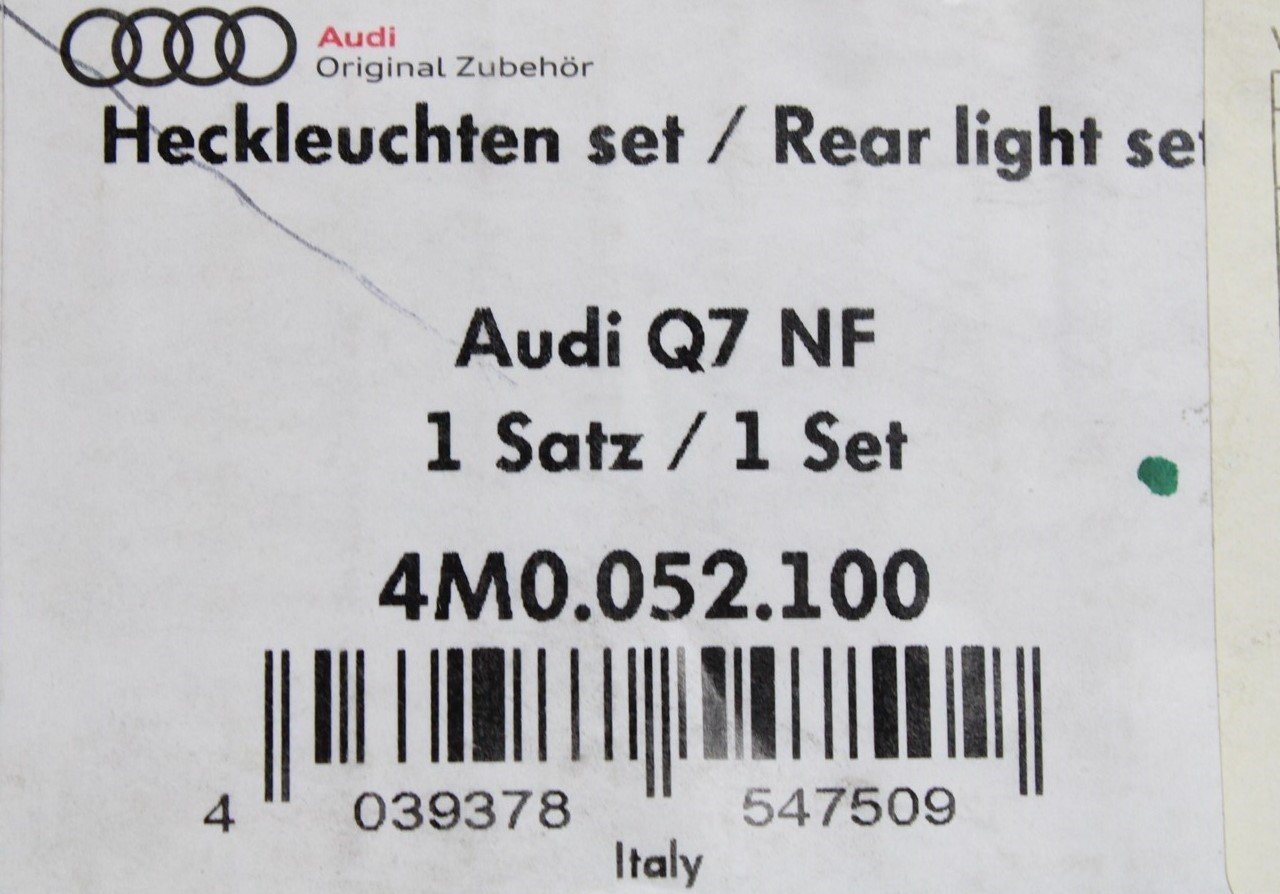 Audi
Original Zubehör
Heckleuchten set / Rear light set
Audi Q7 NF
1 Satz / 1 Set
4M0.052.100
4 039378 547509
Italy